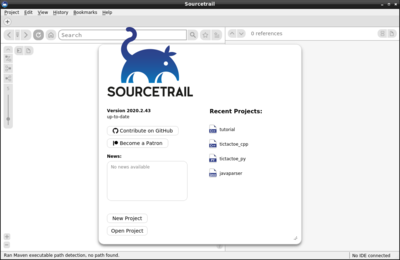 Sourcetrail
Project Edit View History Bookmarks Help
Search
0 references
SOURCETRAIL
Version 2020.2.43
up-to-date
Contribute on GitHub
Become a Patron
News:
No news available
New Project
Open Project
Recent Projects:
tutorial
tictactoe_cpp
tictactoe_py
javaparser
Ran Maven executable path detection, no path found.
No IDE connected